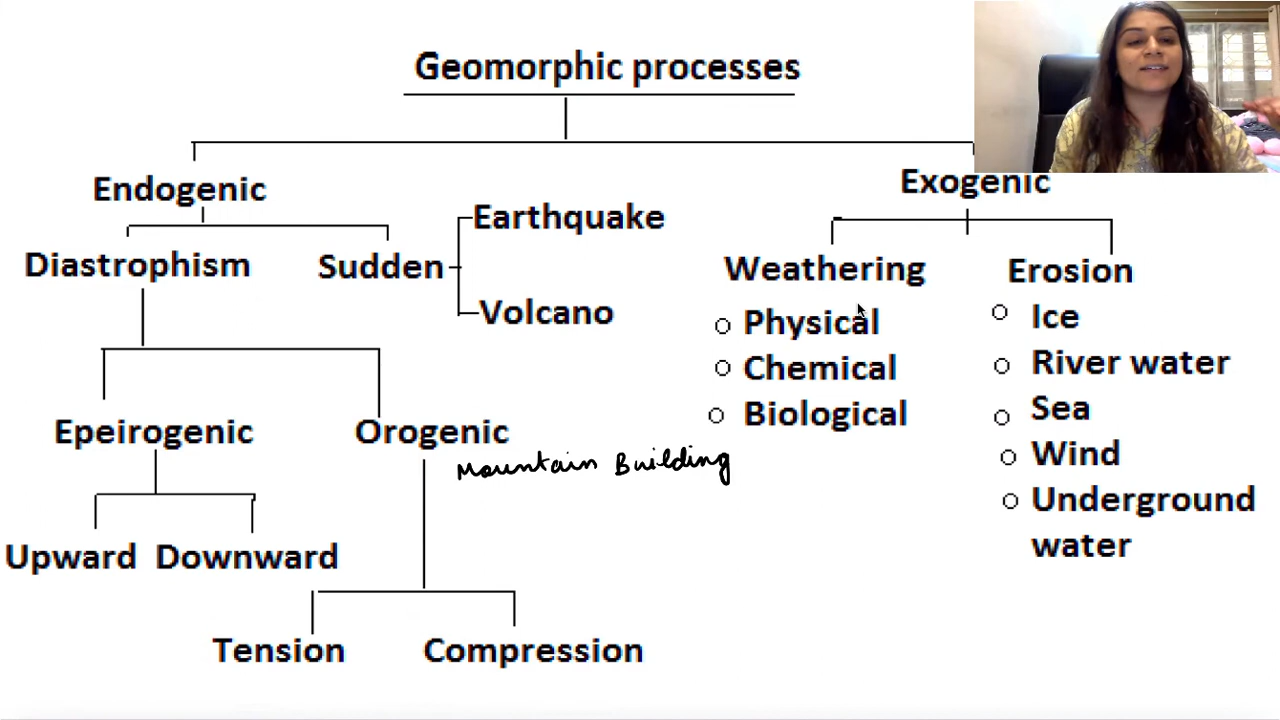 Geomorphic processes
Endogenic
Exogenic
Diastrophism
Sudden
Earthquake
Volcano
Weathering
Physical
Chemical
Biological
Erosion
Ice
River water
Sea
Wind
Underground
water
Epeirogenic
Orogenic
Mountain Building
Upward
Downward
Tension
Compression